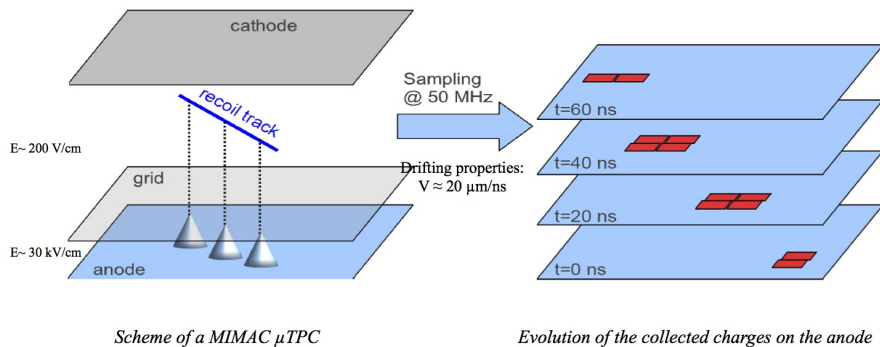 cathode
recoil track
E~ 200 V/cm
grid
E~ 30 kV/cm
anode
Sampling
@ 50 MHz
Drifting properties:
V ≈ 20 µm/ns
t=60 ns
t=40 ns
t=20 ns
t=0 ns
Scheme of a MIMAC µTPC
Evolution of the collected charges on the anode